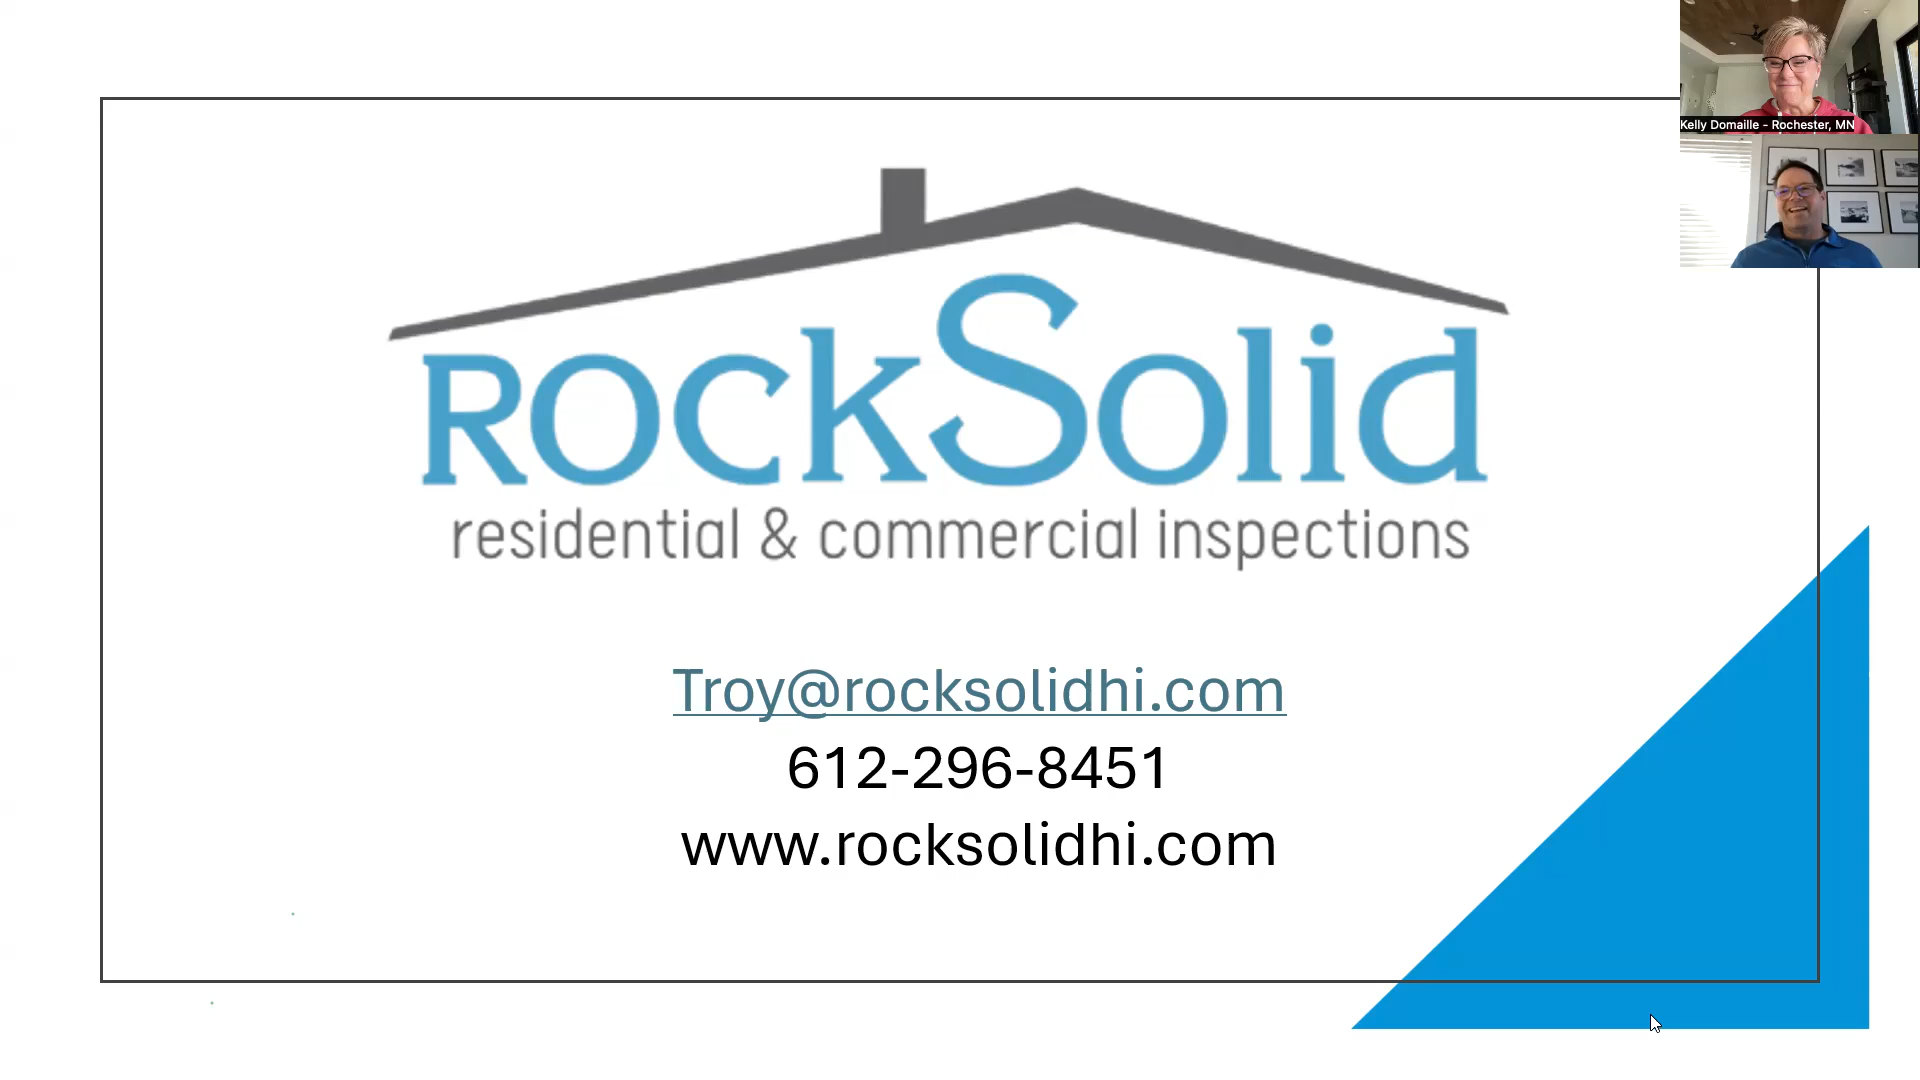 Kelly Domaille - Rochester, MN
RockSolid
residential & commercial inspections
Troy@rocksolidhi.com
612-296-8451
www.rocksolidhi.com